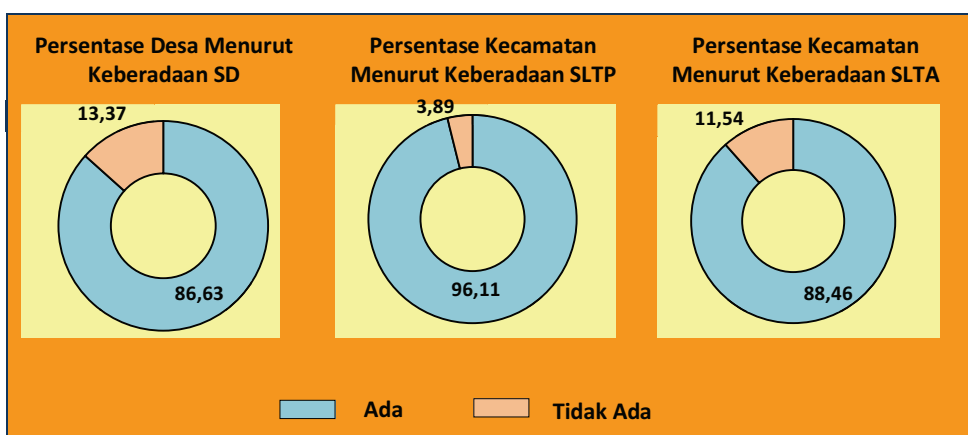 Persentase Desa Menurut
Keberadaan SD
13,37
86,63
Persentase Kecamatan
Menurut Keberadaan SLTP
3,89
96,11
Persentase Kecamatan
Menurut Keberadaan SLTA
11,54
88,46
Ada
Tidak Ada